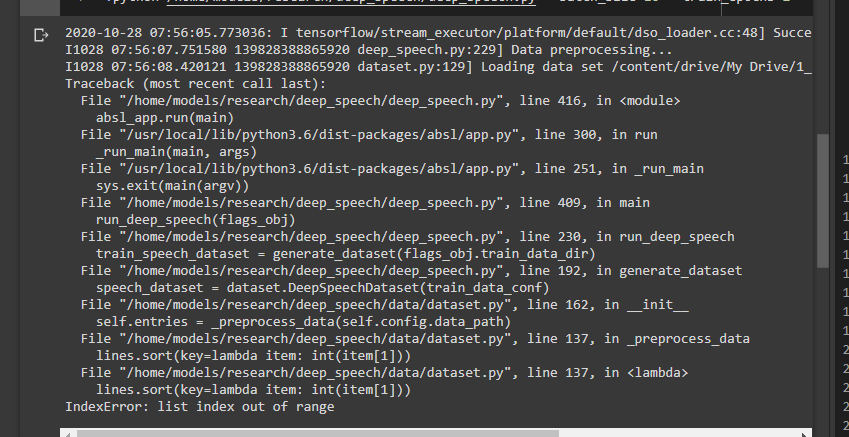 2020-10-28 07:56:05.773036: I tensorflow/stream_executor/platform/default/dso_loader.cc:48] Succe
I1028 07:56:07.751580 139828388865920 deep_speech.py:229] Data preprocessing...
I1028 07:56:08.420121 139828388865920 dataset.py:129] Loading data set /content/drive/My Drive/1_
Traceback (most recent call last):
  File "/home/models/research/deep_speech/deep_speech.py", line 416, in <module>
    absl_app.run(main)
  File "/usr/local/lib/python3.6/dist-packages/absl/app.py", line 300, in run
    _run_main(main, args)
  File "/usr/local/lib/python3.6/dist-packages/absl/app.py", line 251, in _run_main
    sys.exit(main(argv))
  File "/home/models/research/deep_speech/deep_speech.py", line 409, in main
    run_deep_speech(flags_obj)
  File "/home/models/research/deep_speech/deep_speech.py", line 230, in run_deep_speech
    train_speech_dataset = generate_dataset(flags_obj.train_data_dir)
  File "/home/models/research/deep_speech/deep_speech.py", line 192, in generate_dataset
    speech_dataset = dataset.DeepSpeechDataset(train_data_conf)
  File "/home/models/research/deep_speech/data/dataset.py", line 162, in __init__
    self.entries = _preprocess_data(self.config.data_path)
  File "/home/models/research/deep_speech/data/dataset.py", line 137, in _preprocess_data
    lines.sort(key=lambda item: int(item[1]))
  File "/home/models/research/deep_speech/data/dataset.py", line 137, in <lambda>
    lines.sort(key=lambda item: int(item[1]))
IndexError: list index out of range